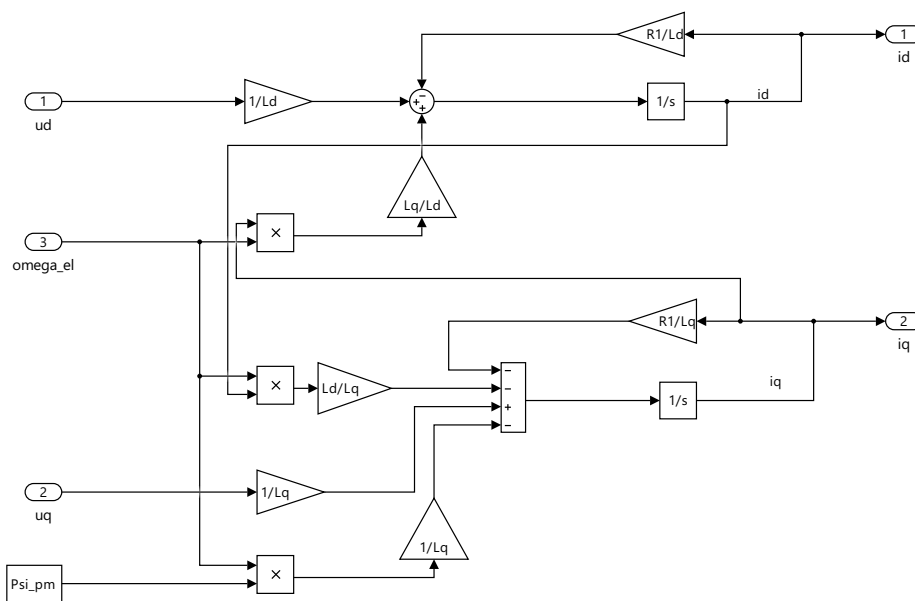 R1/Ld
1
id
1
ud
1/Ld
−
+
+
1/s
id
Lq/Ld
3
omega_el
×
R1/Lq
2
iq
×
Ld/Lq
−
−
+
−
1/s
iq
2
uq
1/Lq
1/Lq
Psi_pm
×